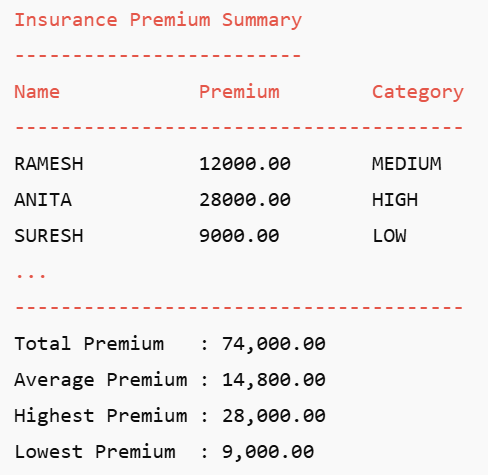 Insurance Premium Summary
-------------------------
Name            Premium        Category
---------------------------------------
RAMESH          12000.00       MEDIUM
ANITA           28000.00       HIGH
SURESH          9000.00        LOW
...
---------------------------------------
Total Premium   : 74,000.00
Average Premium : 14,800.00
Highest Premium : 28,000.00
Lowest Premium  : 9,000.00